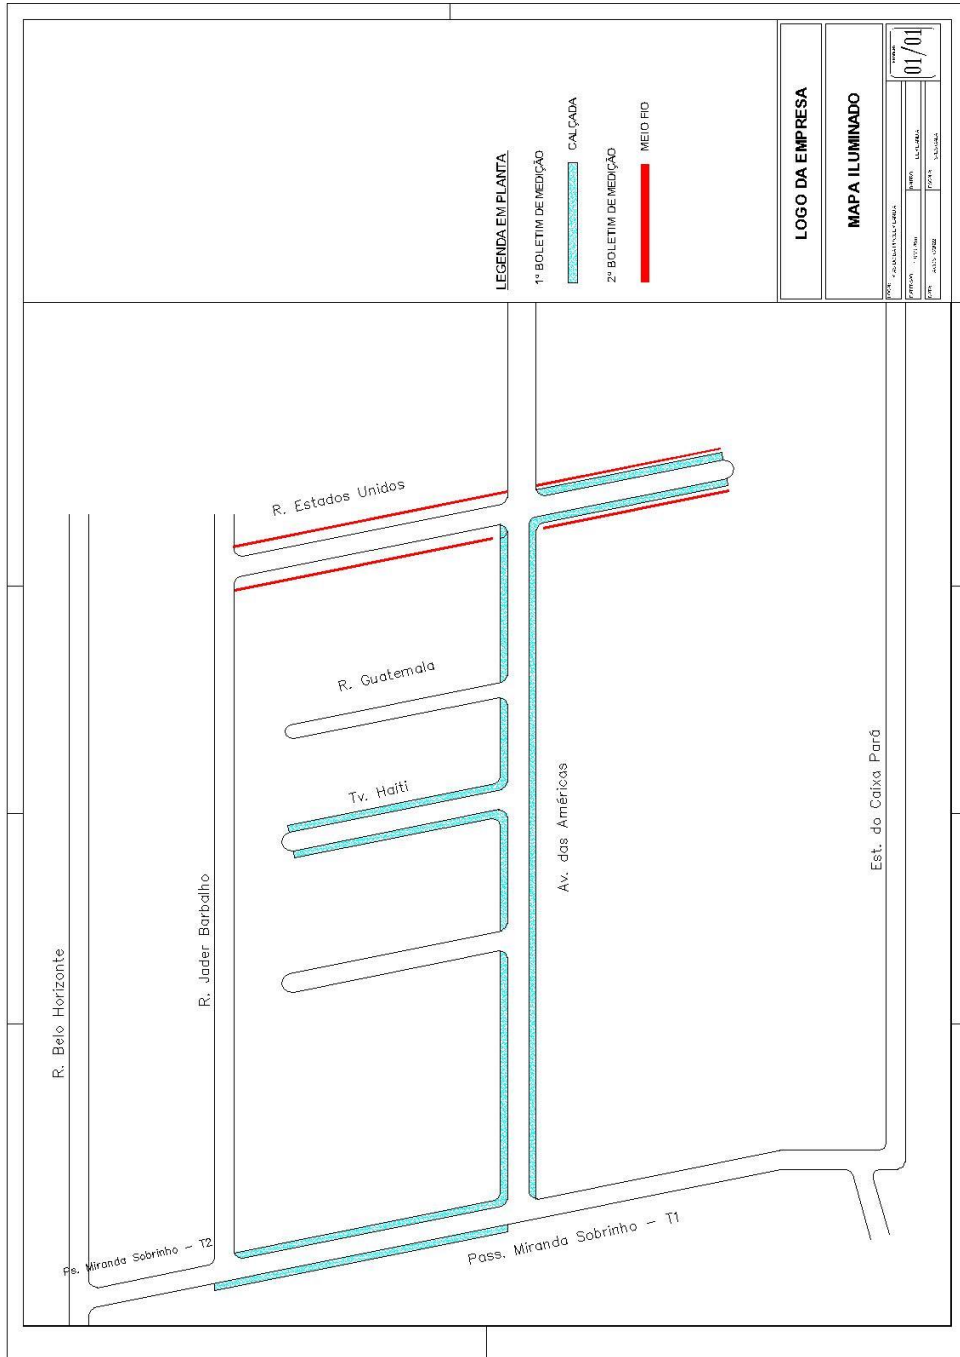 LOGO DA EMPRESA
MAPA ILUMINADO
01/01
LEGENDA EM PLANTA
1º BOLETIM DE MEDIÇÃO
CALÇADA
2º BOLETIM DE MEDIÇÃO
MEIO FIO
R. Estados Unidos
R. Guatemala
Tv. Haiti
Av. das Américas
Est. do Caixa Pará
R. Jader Barbalho
R. Belo Horizonte
Ps. Miranda Sobrinho - T2
Pass. Miranda Sobrinho - T1